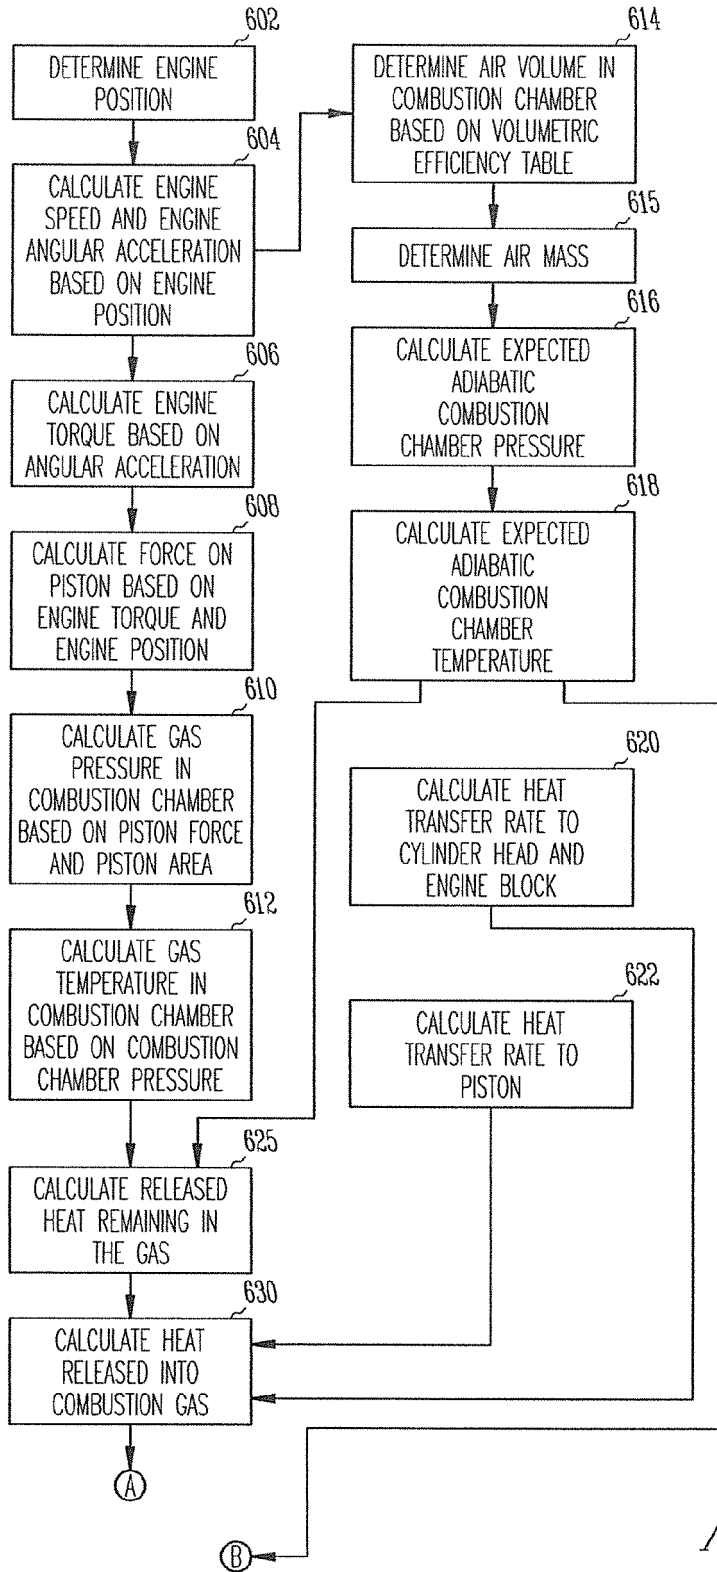 602
DETERMINE ENGINE
POSITION
604
CALCULATE ENGINE
SPEED AND ENGINE
ANGULAR ACCELERATION
BASED ON ENGINE
POSITION
606
CALCULATE ENGINE
TORQUE BASED ON
ANGULAR ACCELERATION
608
CALCULATE FORCE ON
PISTON BASED ON
ENGINE TORQUE AND
ENGINE POSITION
610
CALCULATE GAS
PRESSURE IN
COMBUSTION CHAMBER
BASED ON PISTON FORCE
AND PISTON AREA
612
CALCULATE GAS
TEMPERATURE IN
COMBUSTION CHAMBER
BASED ON COMBUSTION
CHAMBER PRESSURE
625
CALCULATE RELEASED
HEAT REMAINING IN
THE GAS
630
CALCULATE HEAT
RELEASED INTO
COMBUSTION GAS
A
614
DETERMINE AIR VOLUME IN
COMBUSTION CHAMBER
BASED ON VOLUMETRIC
EFFICIENCY TABLE
615
DETERMINE AIR MASS
616
CALCULATE EXPECTED
ADIABATIC
COMBUSTION
CHAMBER PRESSURE
618
CALCULATE EXPECTED
ADIABATIC
COMBUSTION
CHAMBER
TEMPERATURE
620
CALCULATE HEAT
TRANSFER RATE TO
CYLINDER HEAD AND
ENGINE BLOCK
622
CALCULATE HEAT
TRANSFER RATE TO
PISTON
B